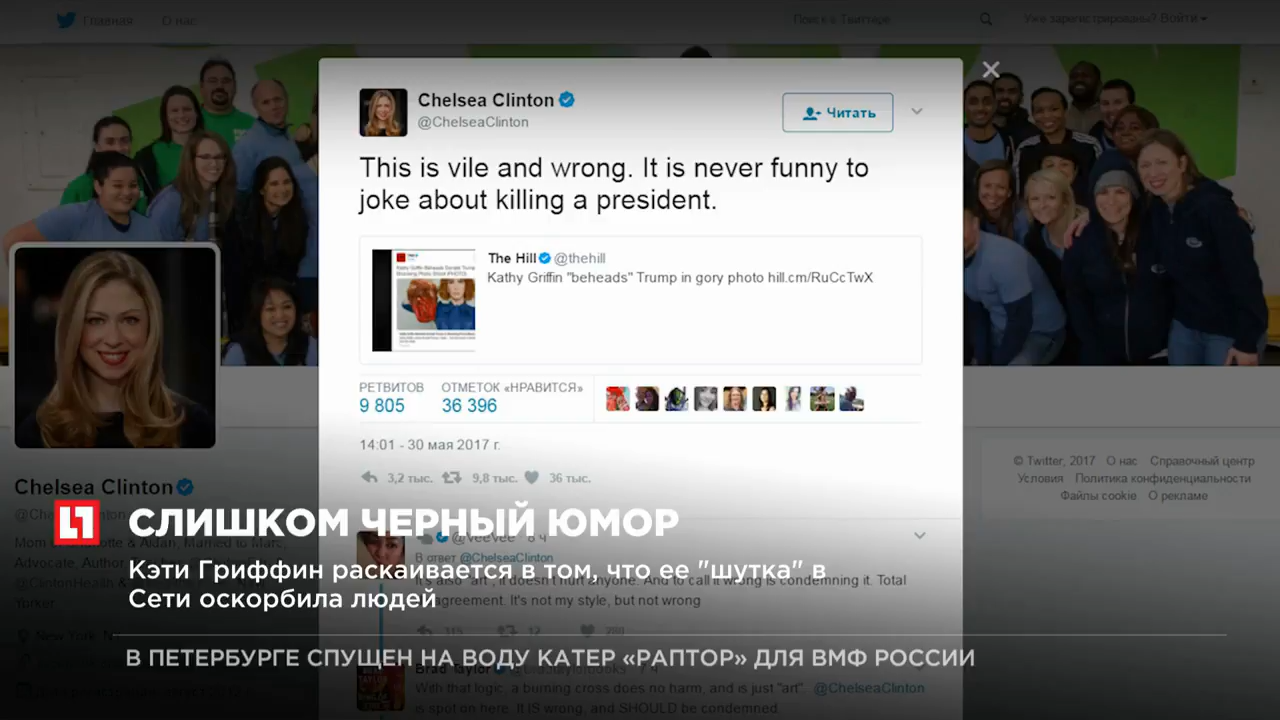 Главная О нас Поиск в Твиттере Уже зарегистрированы? Войти
Chelsea Clinton
@ChelseaClinton
Читать
This is vile and wrong. It is never funny to
joke about killing a president.
The Hill @thehill
Kathy Griffin "beheads" Trump in gory photo hill.cm/RuCcTwX
РЕТВИТОВ ОТМЕТОК «НРАВИТСЯ»
9 805 36 396
14:01 - 30 мая 2017 г.
3,2 тыс. 9,8 тыс. 36 тыс.
© Twitter, 2017 О нас Справочный центр
Условия Политика конфиденциальности
Файлы cookie О рекламе
Chelsea Clinton
СЛИШКОМ ЧЕРНЫЙ ЮМОР
Кэти Гриффин раскаивается в том, что ее "шутка" в
Сети оскорбила людей
@VeeVee
В ответ @ChelseaClinton
It's also "art", it doesn't hurt anyone. And to call it wrong is condemning it. Total
It's not my style, but not wrong
В ПЕТЕРБУРГЕ СПУЩЕН НА ВОДУ КАТЕР «РАПТОР» ДЛЯ ВМФ РОССИИ
Brad Taylor
With that logic, a burning cross does no harm, and is just "art". @ChelseaClinton
is spot on here. It IS wrong, and SHOULD be condemned.